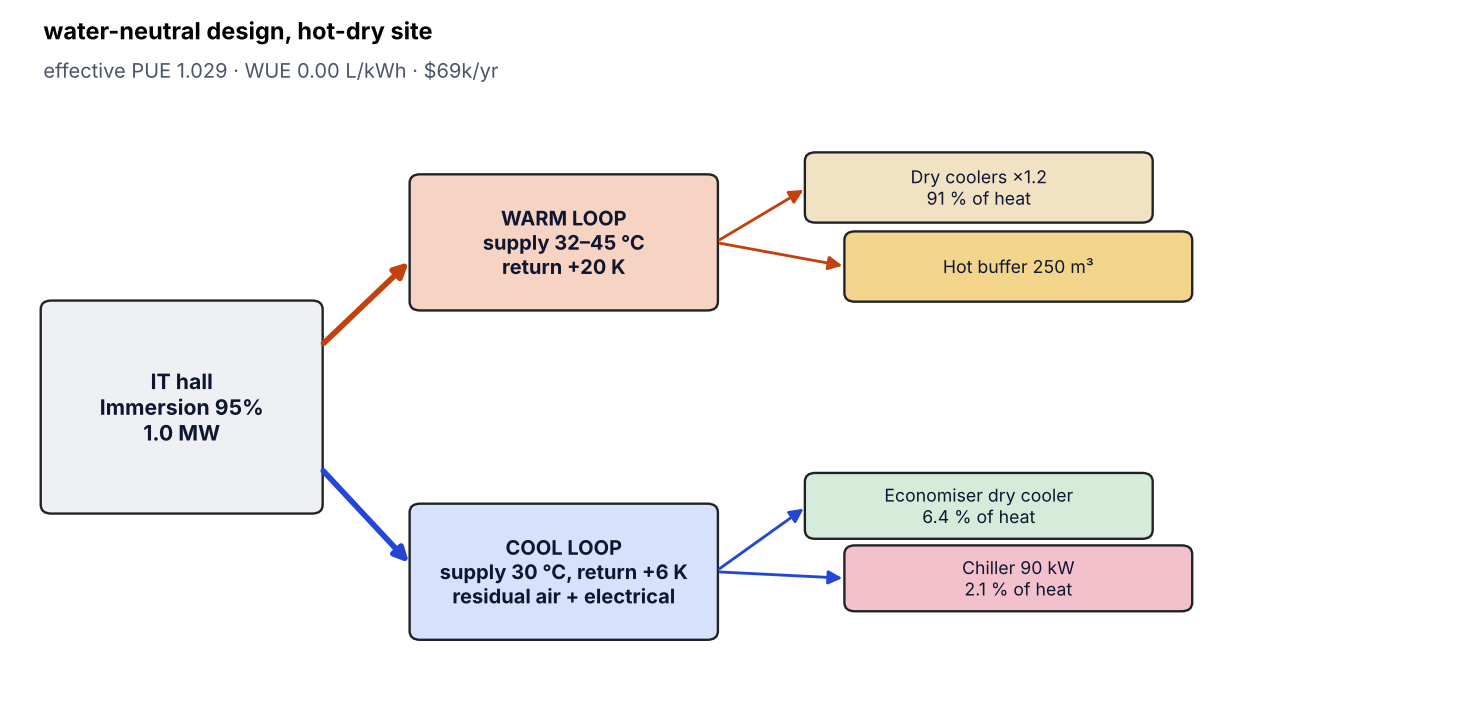 water-neutral design, hot-dry site
effective PUE 1.029 · WUE 0.00 L/kWh · $69k/yr
IT hall
Immersion 95%
1.0 MW
WARM LOOP
supply 32–45 °C
return +20 K
Dry coolers ×1.2
91 % of heat
Hot buffer 250 m³
COOL LOOP
supply 30 °C, return +6 K
residual air + electrical
Economiser dry cooler
6.4 % of heat
Chiller 90 kW
2.1 % of heat